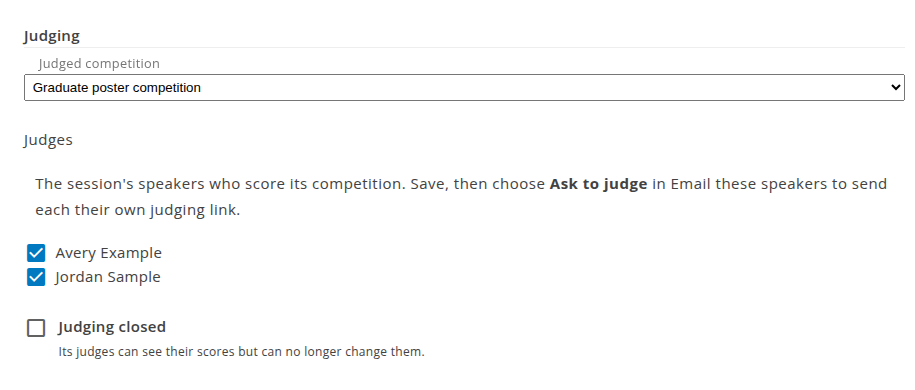 Judging
Judged competition
Graduate poster competition
Judges
The session's speakers who score its competition. Save, then choose Ask to judge in Email these speakers to send
each their own judging link.
Avery Example
Jordan Sample
Judging closed
Its judges can see their scores but can no longer change them.